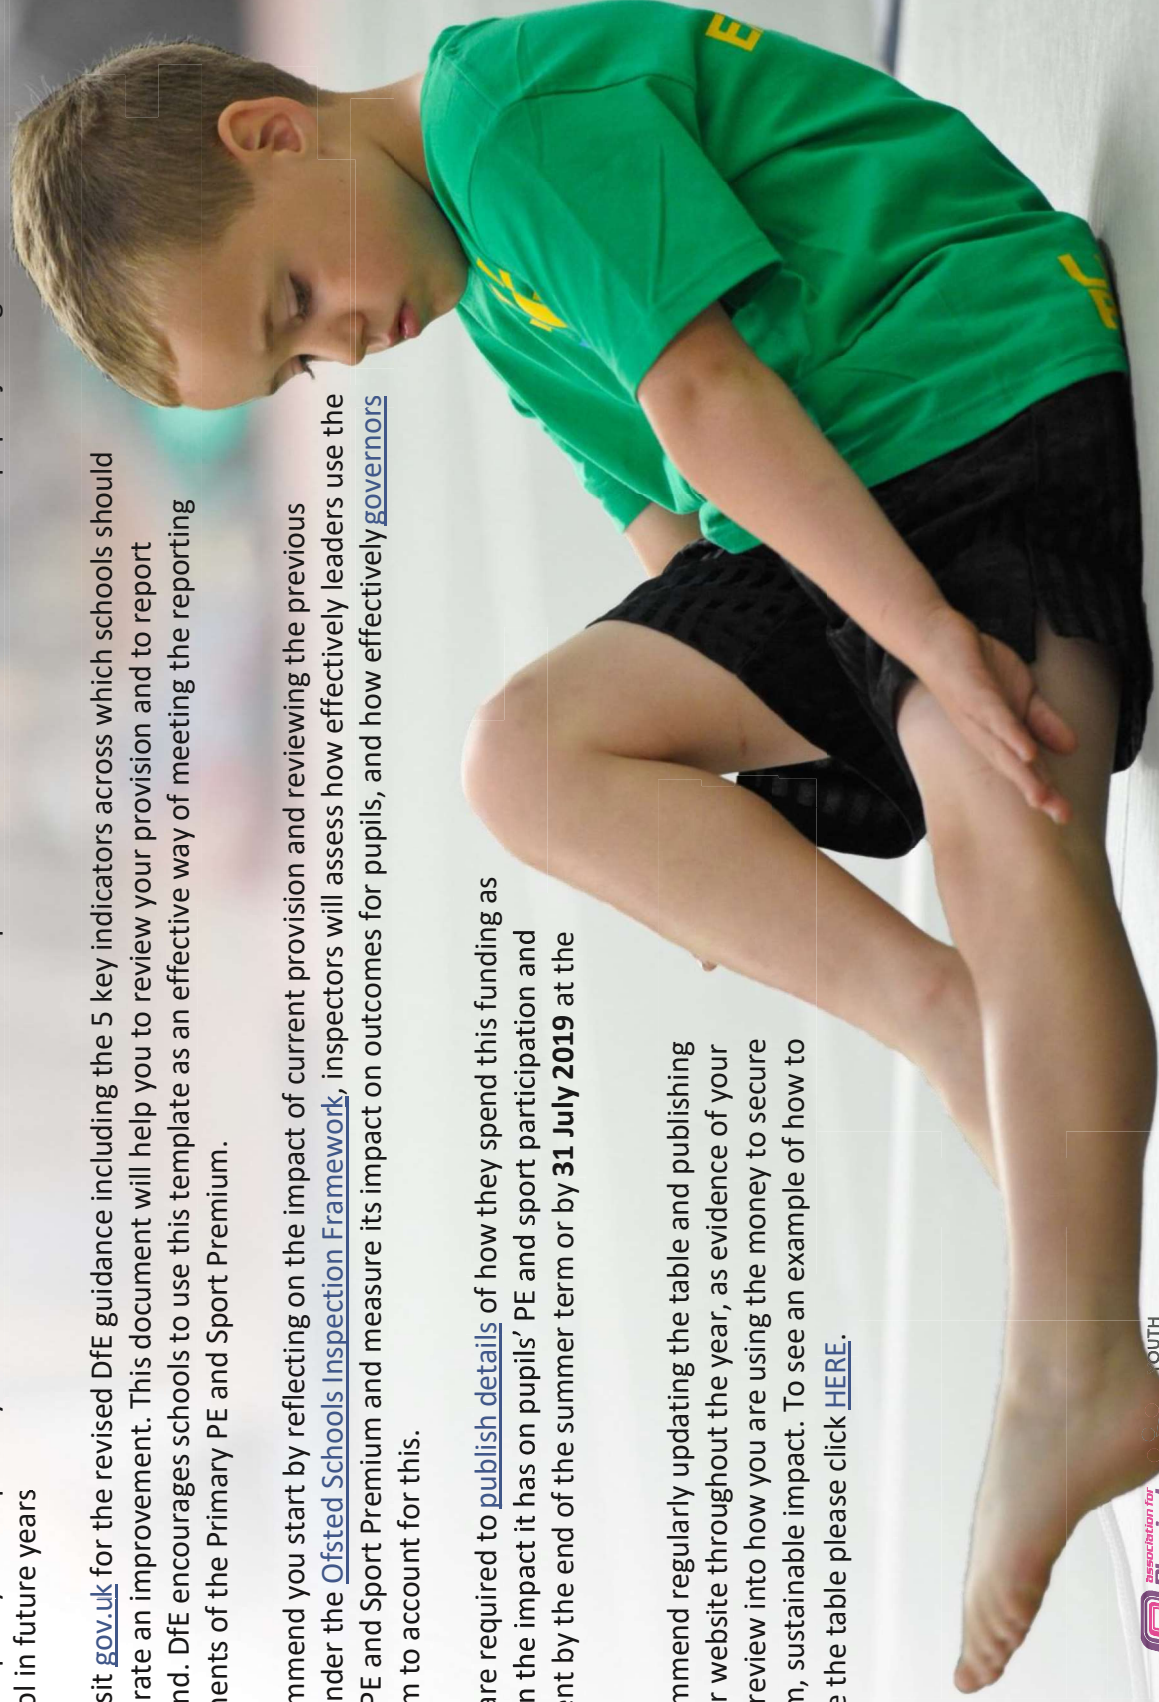 ol in future years
sit gov.uk for the revised DfE guidance including the 5 key indicators across which schools should
rate an improvement. This document will help you to review your provision and to report
nd. DfE encourages schools to use this template as an effective way of meeting the reporting
nents of the Primary PE and Sport Premium.
mmend you start by reflecting on the impact of current provision and reviewing the previous
nder the Ofsted Schools Inspection Framework, inspectors will assess how effectively leaders use the
PE and Sport Premium and measure its impact on outcomes for pupils, and how effectively governors
m to account for this.
are required to publish details of how they spend this funding as
n the impact it has on pupils’ PE and sport participation and
ent by the end of the summer term or by 31 July 2019 at the
mmend regularly updating the table and publishing
r website throughout the year, as evidence of your
review into how you are using the money to secure
m, sustainable impact. To see an example of how to
e the table please click HERE.
association for
OUTH